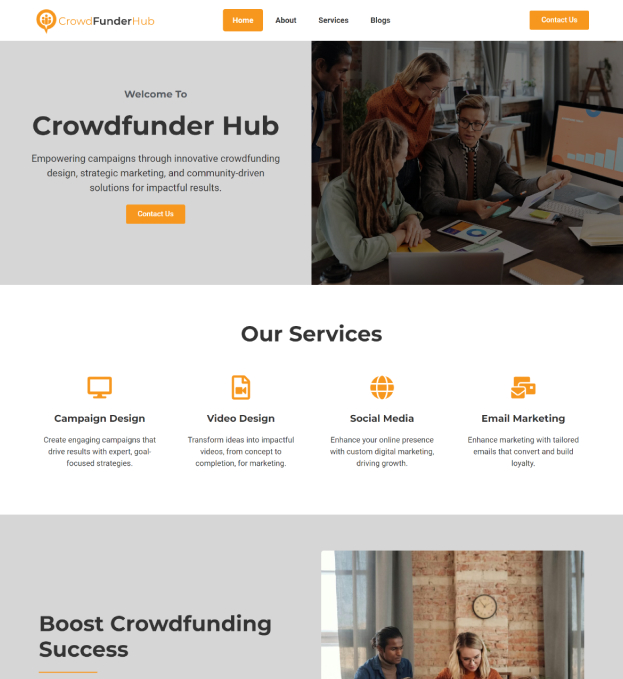 CrowdFunderHub
Home
About
Services
Blogs
Contact Us
Welcome To
Crowdfunder Hub
Empowering campaigns through innovative crowdfunding
design, strategic marketing, and community-driven
solutions for impactful results.
Contact Us
Our Services
Campaign Design
Create engaging campaigns that
drive results with expert, goal-
focused strategies.
Video Design
Transform ideas into impactful
videos, from concept to
completion, for marketing.
Social Media
Enhance your online presence
with custom digital marketing,
driving growth.
Email Marketing
Enhance marketing with tailored
emails that convert and build
loyalty.
Boost Crowdfunding
Success